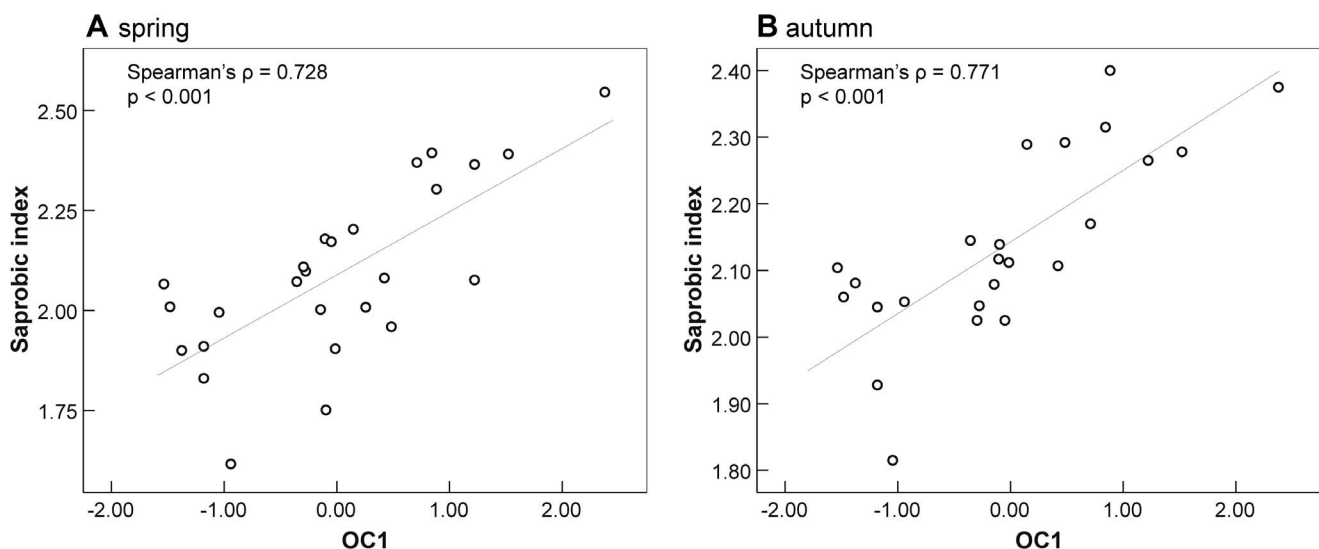 A spring
Spearman's ρ = 0.728
p < 0.001
2.50
2.25
2.00
1.75
Saprobic index
-2.00 -1.00 0.00 1.00 2.00
OC1
B autumn
Spearman's ρ = 0.771
p < 0.001
2.40
2.30
2.20
2.10
2.00
1.90
1.80
Saprobic index
-2.00 -1.00 0.00 1.00 2.00
OC1